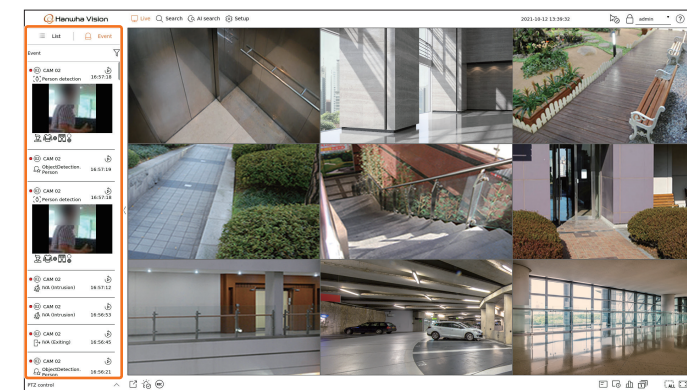 Hanwha Vision
Live Search AI search Setup
2021-10-12 13:39:32
admin
List Event
Event
CAM 02
Person detection 16:57:18
CAM 02
ObjectDetection.
Person 16:57:19
CAM 02
Person detection 16:57:18
CAM 02
IVA (Intrusion) 16:57:12
CAM 02
IVA (Intrusion) 16:56:53
CAM 02
IVA (Exiting) 16:56:45
CAM 02
ObjectDetection.
Person 16:56:21
PTZ control